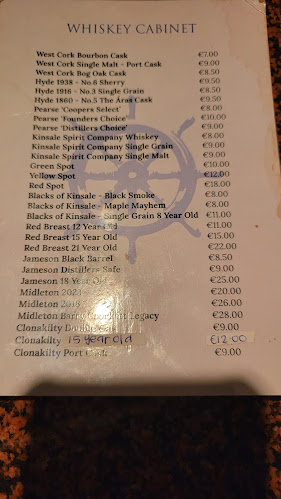 WHISKEY CABINET
West Cork Bourbon Cask €7.00
West Cork Single Malt - Port Cask €9.00
West Cork Bog Oak Cask €8.50
Hyde 1938 - No.6 Sherry €9.50
Hyde 1916 - No.3 Single Grain €8.50
Hyde 1860 - No.5 The Áras Cask €9.50
Pearse 'Coopers Select' €8.00
Pearse 'Founders Choice' €10.00
Pearse 'Distillers Choice' €9.00
Kinsale Spirit Company Whiskey €8.00
Kinsale Spirit Company Single Grain €9.00
Kinsale Spirit Company Single Malt €9.00
Green Spot €10.00
Yellow Spot €12.00
Red Spot €18.00
Blacks of Kinsale - Black Smoke €8.00
Blacks of Kinsale - Maple Mayhem €8.00
Blacks of Kinsale - Single Grain 8 Year Old €11.00
Red Breast 12 Year Old €11.00
Red Breast 15 Year Old €15.00
Red Breast 21 Year Old €22.00
Jameson Black Barrel €8.50
Jameson Distillers Safe €9.00
Jameson 18 Year Old €25.00
Midleton €20.00
Midleton €26.00
Midleton Barry Crockett Legacy €28.00
Clonakilty €9.00
Clonakilty 15 year old €12.00
Clonakilty Port Cask €9.00